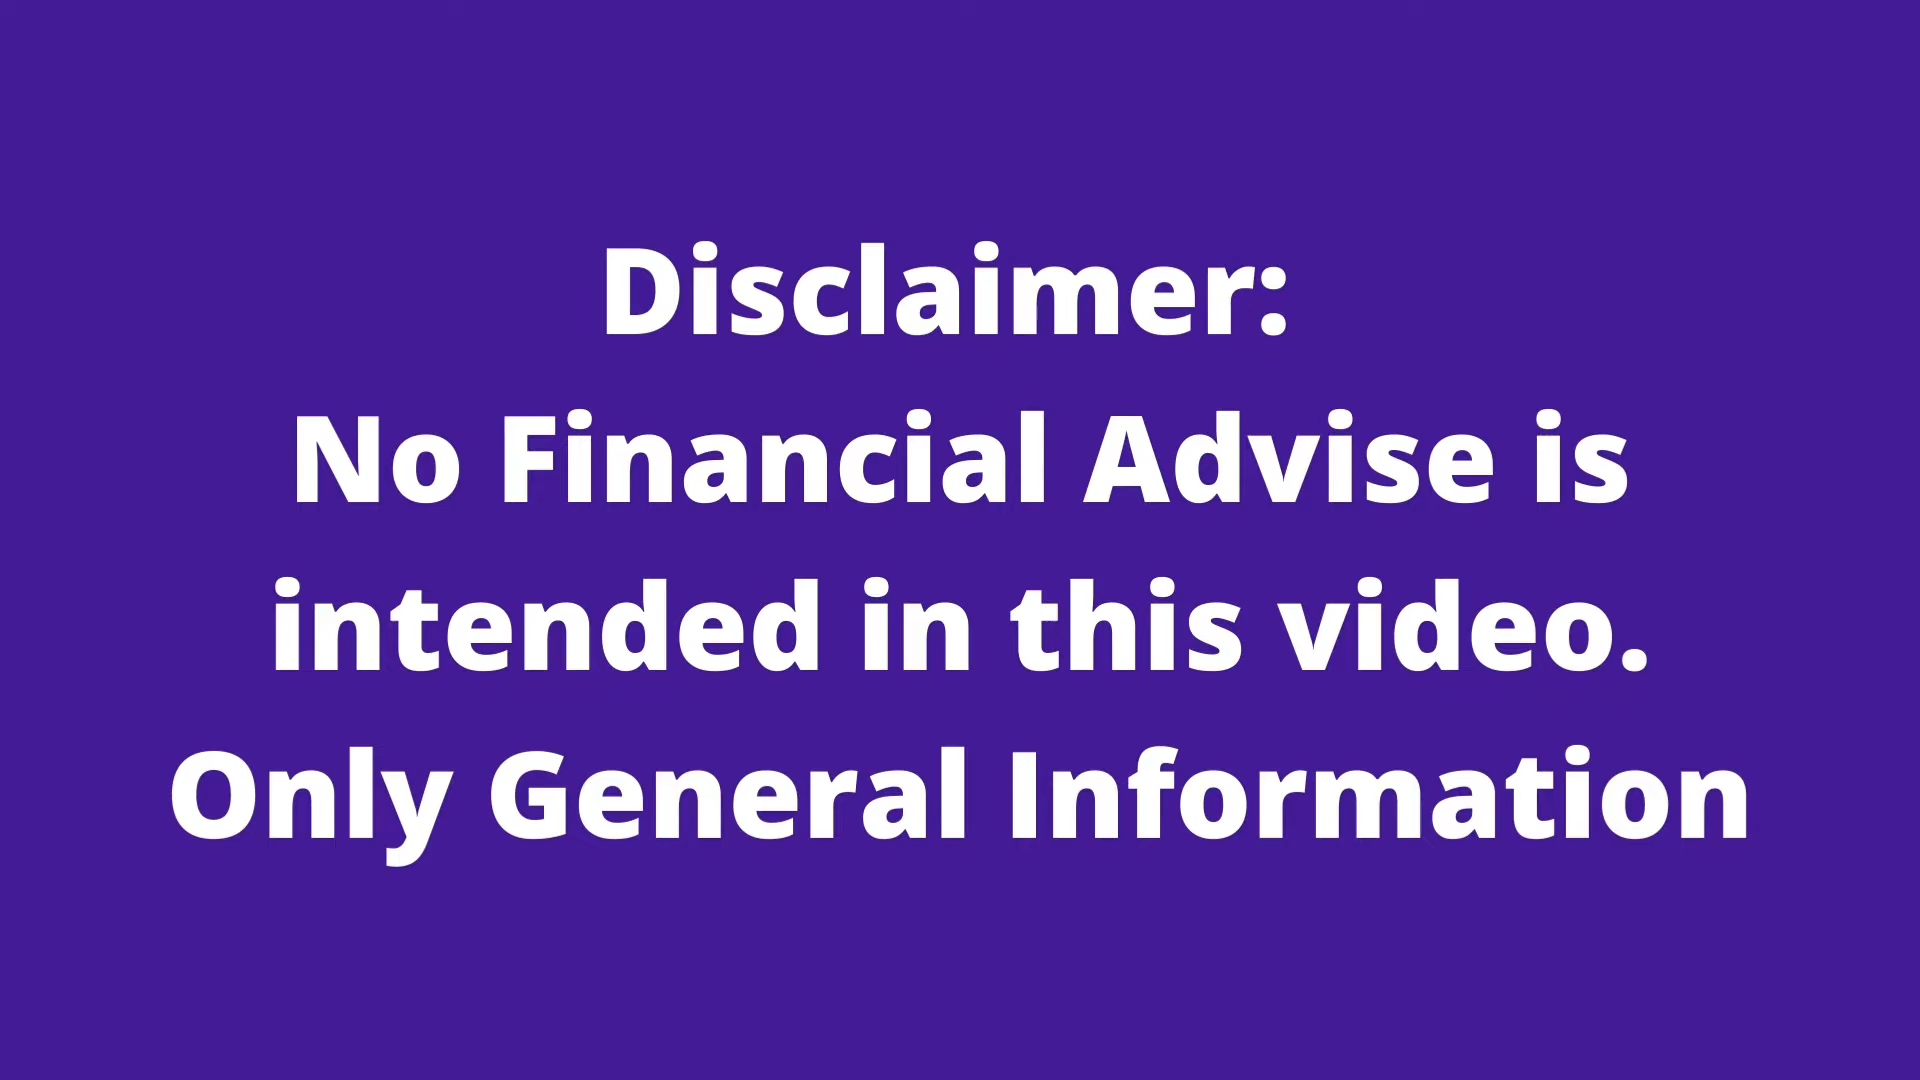 Disclaimer:
No Financial Advise is
intended in this video.
Only General Information